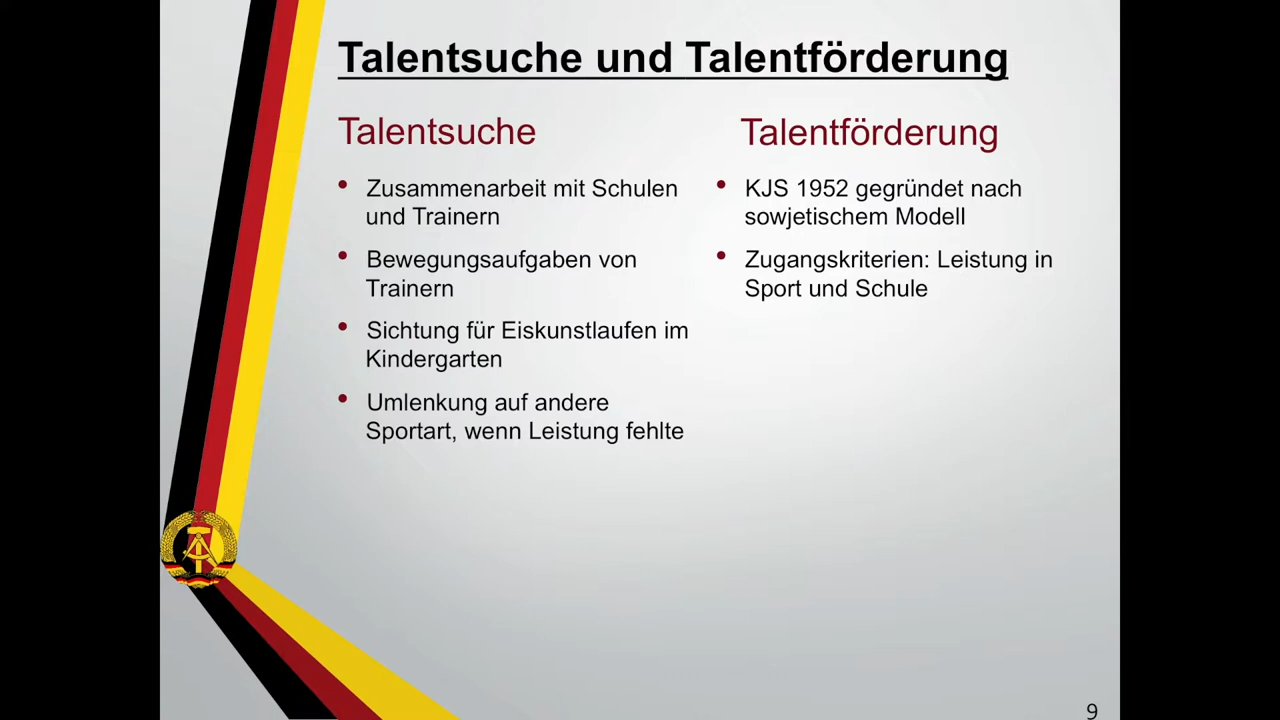 Talentsuche und Talentförderung
Talentsuche
• Zusammenarbeit mit Schulen
und Trainern
• Bewegungsaufgaben von
Trainern
• Sichtung für Eiskunstlaufen im
Kindergarten
• Umlenkung auf andere
Sportart, wenn Leistung fehlte
Talentförderung
• KJS 1952 gegründet nach
sowjetischem Modell
• Zugangskriterien: Leistung in
Sport und Schule
9